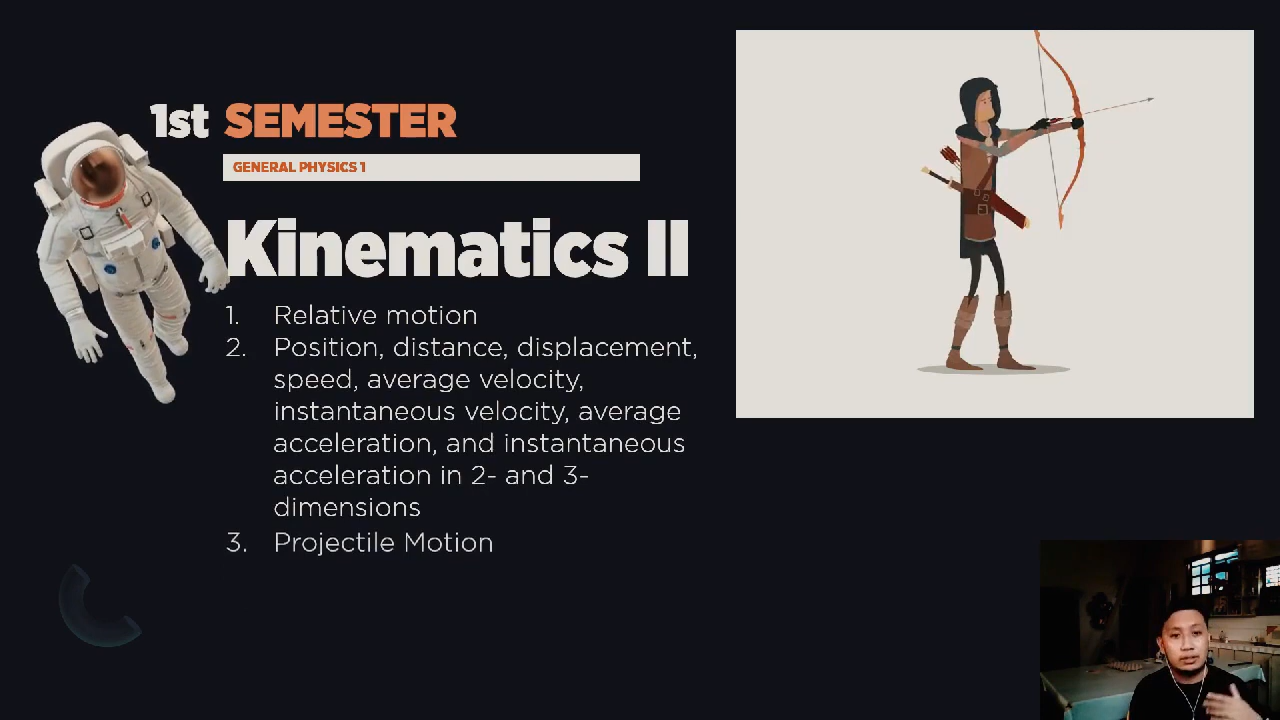 1st SEMESTER
GENERAL PHYSICS 1
Kinematics II
1. Relative motion
2. Position, distance, displacement,
speed, average velocity,
instantaneous velocity, average
acceleration, and instantaneous
acceleration in 2- and 3-
dimensions
3. Projectile Motion